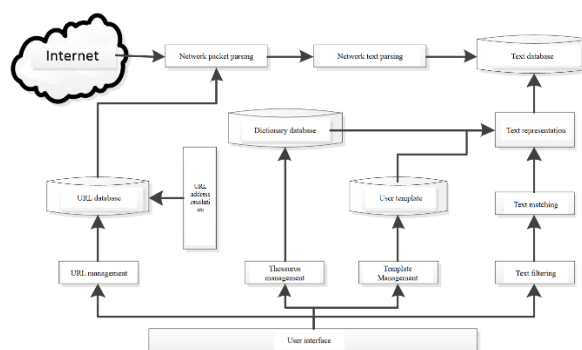 Internet
Network packet parsing
Network text parsing
Text database
Dictionary database
Text representation
URL
address
resoluti
on
URL database
User template
Text matching
URL management
Thesaurus
management
Template
Management
Text filtering
User interface